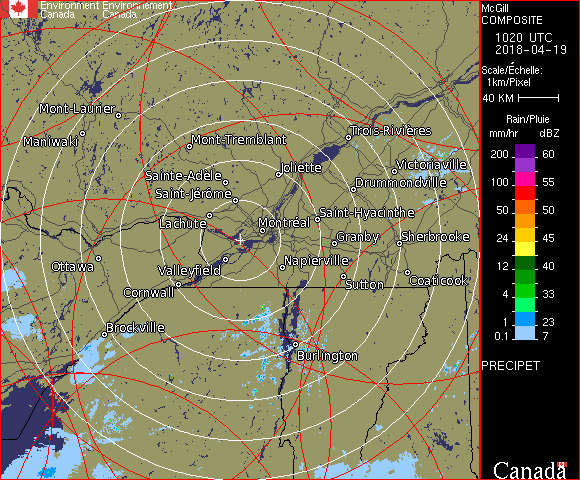 Environment Environnement
Canada Canada
McGill
COMPOSITE
1020 UTC
2018-04-19
Scale/Échelle:
1km/Pixel
40 KM
Rain/Pluie
mm/hr dBZ
200 60
100 55
50 50
24 45
12 40
4 33
1 23
0.1 7
PRECIPET
Canada
Mont-Laurier
Maniwaki
Mont-Tremblant
Trois-Rivières
Sainte-Adèle
Joliette
Victoriaville
Saint-Jérôme
Drummondville
Lachute
Montréal
Saint-Hyacinthe
Granby
Sherbrooke
Ottawa
Valleyfield
Napierville
Cornwall
Sutton
Coaticook
Brockville
Burlington